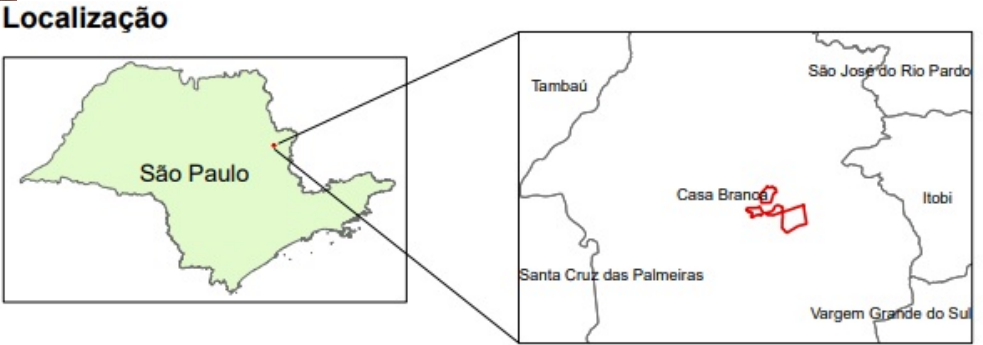 Localização
São Paulo
Tambaú
São José do Rio Pardo
Casa Branca
Itobi
Santa Cruz das Palmeiras
Vargem Grande do Sul